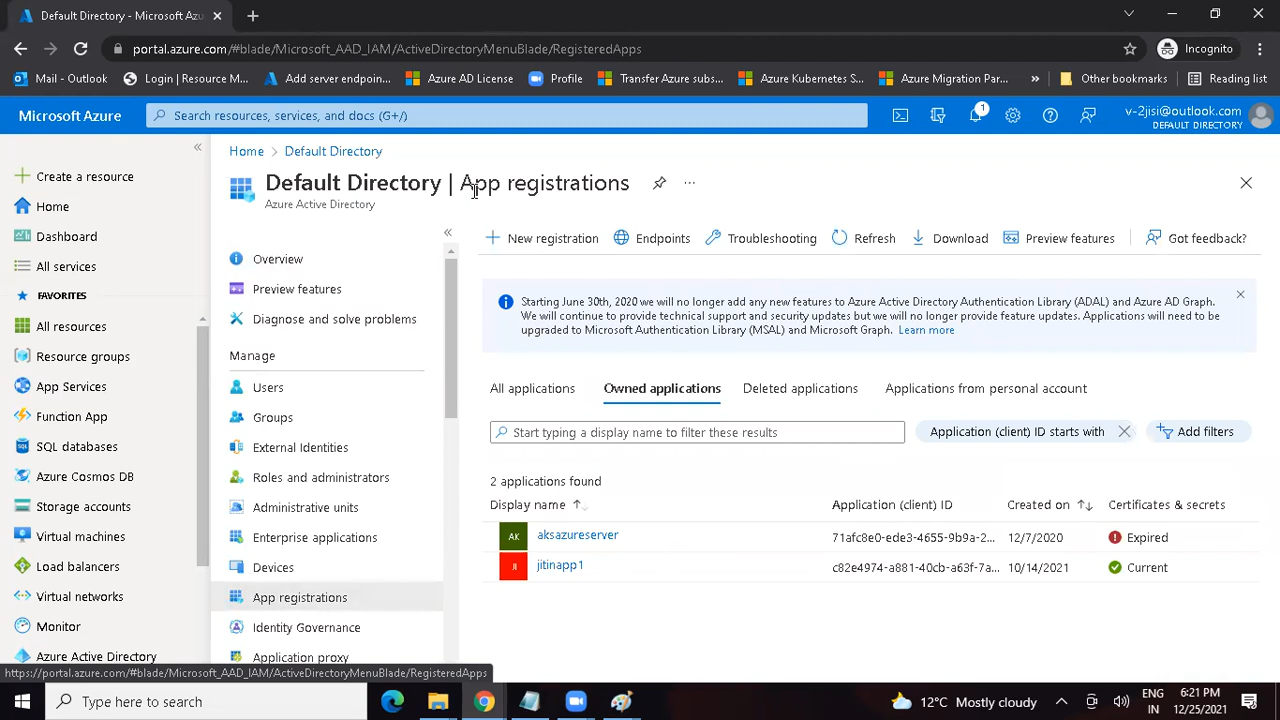 Default Directory - Microsoft Azu
portal.azure.com/#blade/Microsoft_AAD_IAM/ActiveDirectoryMenuBlade/RegisteredApps
Incognito
Mail - Outlook
Login | Resource M...
Add server endpoin...
Azure AD License
Profile
Transfer Azure subs...
Azure Kubernetes S...
Azure Migration Par...
»
Other bookmarks
Reading list
Microsoft Azure
Search resources, services, and docs (G+/)
1
v-2jisi@outlook.com
DEFAULT DIRECTORY
«
Create a resource
Home
Dashboard
All services
FAVORITES
All resources
Resource groups
App Services
Function App
SQL databases
Azure Cosmos DB
Storage accounts
Virtual machines
Load balancers
Virtual networks
Monitor
Azure Active Directory
Home > Default Directory
Default Directory | App registrations
Azure Active Directory
«
Overview
Preview features
Diagnose and solve problems
Manage
Users
Groups
External Identities
Roles and administrators
Administrative units
Enterprise applications
Devices
App registrations
Identity Governance
Application proxy
New registration
Endpoints
Troubleshooting
Refresh
Download
Preview features
Got feedback?
Starting June 30th, 2020 we will no longer add any new features to Azure Active Directory Authentication Library (ADAL) and Azure AD Graph.
We will continue to provide technical support and security updates but we will no longer provide feature updates. Applications will need to be
upgraded to Microsoft Authentication Library (MSAL) and Microsoft Graph. Learn more
All applications
Owned applications
Deleted applications
Applications from personal account
Start typing a display name to filter these results
Application (client) ID starts with
Add filters
2 applications found
Display name
Application (client) ID
Created on
Certificates & secrets
AK
aksazureserver
71afc8e0-ede3-4655-9b9a-2...
12/7/2020
Expired
JI
jitinapp1
c82e4974-a881-40cb-a63f-7a...
10/14/2021
Current
https://portal.azure.com/#blade/Microsoft_AAD_IAM/ActiveDirectoryMenuBlade/RegisteredApps
Type here to search
12°C Mostly cloudy
ENG
IN
6:21 PM
12/25/2021